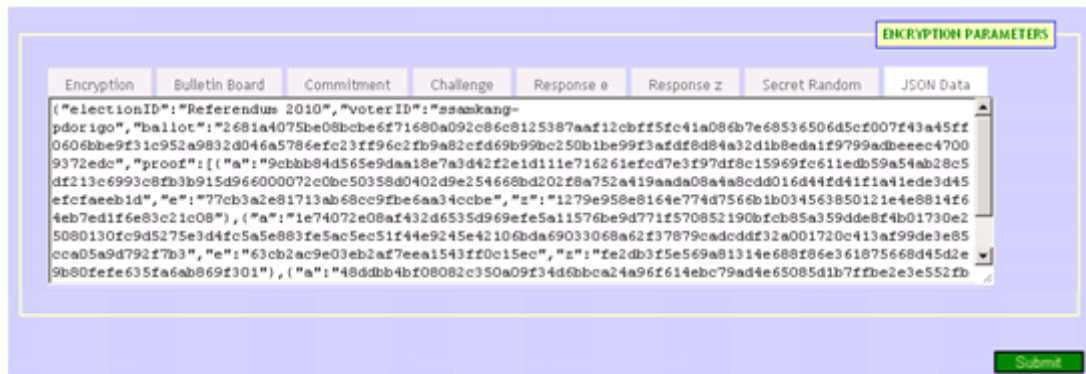 ENCRYPTION PARAMETERS
Encryption Bulletin Board Commitment Challenge Response e Response z Secret Random JSON Data
{"electionID":"Referendum 2010","voterID":"ssamkang-
pdorigo","ballot":"2681a4075be08bcbe6f71680a092c86c8125387aaf12cbff5fc41a086b7e68536506d5cf007f43a45ff
0606bbe9f31c952a9832d046a5786efc23ff96c2fb9a82cfd69b99bc250b1be99f3afdf8d84a32d1b8eda1f9799adbeeec4700
9372edc","proof":[{"a":"9cbbb84d565e9daa18e7a3d42f2e1d111e716261efcd7e3f97df8c15969fc611edb59a54ab28c5
df213c6993c8fb3b915d966000072c0bc50358d0402d9e254668bd202f8a752a419aada08a4a8cdd016d44fd41f1a41ede3d45
efcfaeeb1d","e":"77cb3a2e81713ab68cc9fbe6aa34ccbe","z":"1279e958e8164e774d7566b1b034563850121e4e8814f6
4eb7ed1f6e83c21c08"},{"a":"1e74072e08af432d6535d969efe5a11576be9d771f570852190bfcb85a359dde8f4b01730e2
5080130fc9d5275e3d4fc5a5e883fe5ac5ec51f44e9245e42106bda69033068a62f37879cadcddf32a001720c413af99de3e85
cca05a9d792f7b3","e":"63cb2ac9e03eb2af7eea1543ff0c15ec","z":"fe2db3f5e569a81314e688f86e361875668d45d2e
9b80fefe635fa6ab869f301"},{"a":"48ddbb4bf08082c350a09f34d6bbca24a96f614ebc79ad4e65085d1b7ffbe2e3e552fb
Submit